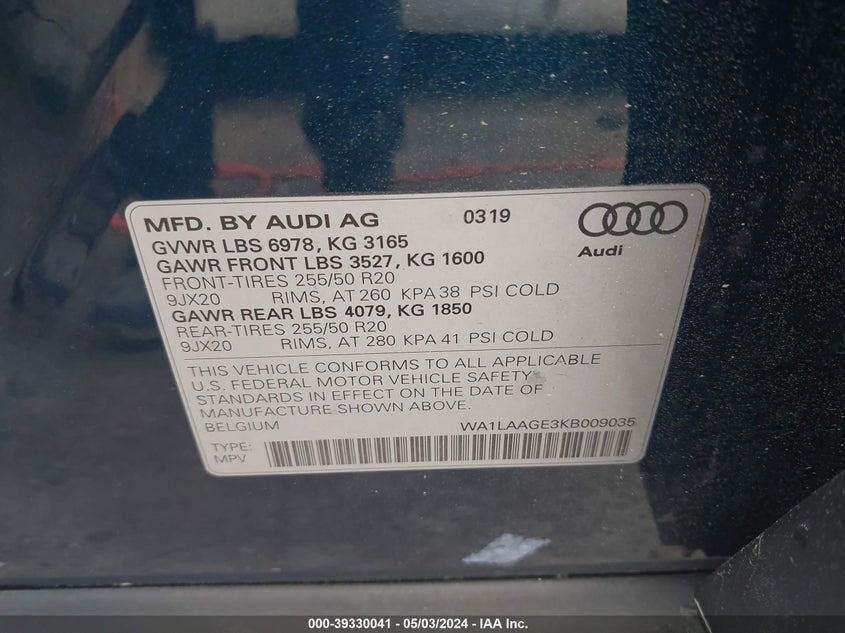 MFD. BY AUDI AG 0319
GVWR LBS 6978, KG 3165
GAWR FRONT LBS 3527, KG 1600
Audi
FRONT-TIRES 255/50 R20
9JX20 RIMS, AT 260 KPA 38 PSI COLD
GAWR REAR LBS 4079, KG 1850
REAR-TIRES 255/50 R20
9JX20 RIMS, AT 280 KPA 41 PSI COLD
THIS VEHICLE CONFORMS TO ALL APPLICABLE
U.S. FEDERAL MOTOR VEHICLE SAFETY
STANDARDS IN EFFECT ON THE DATE OF
MANUFACTURE SHOWN ABOVE.
BELGIUM WA1LAAGE3KB009035
TYPE:
MPV
000-39330041 - 05/03/2024 - IAA Inc.